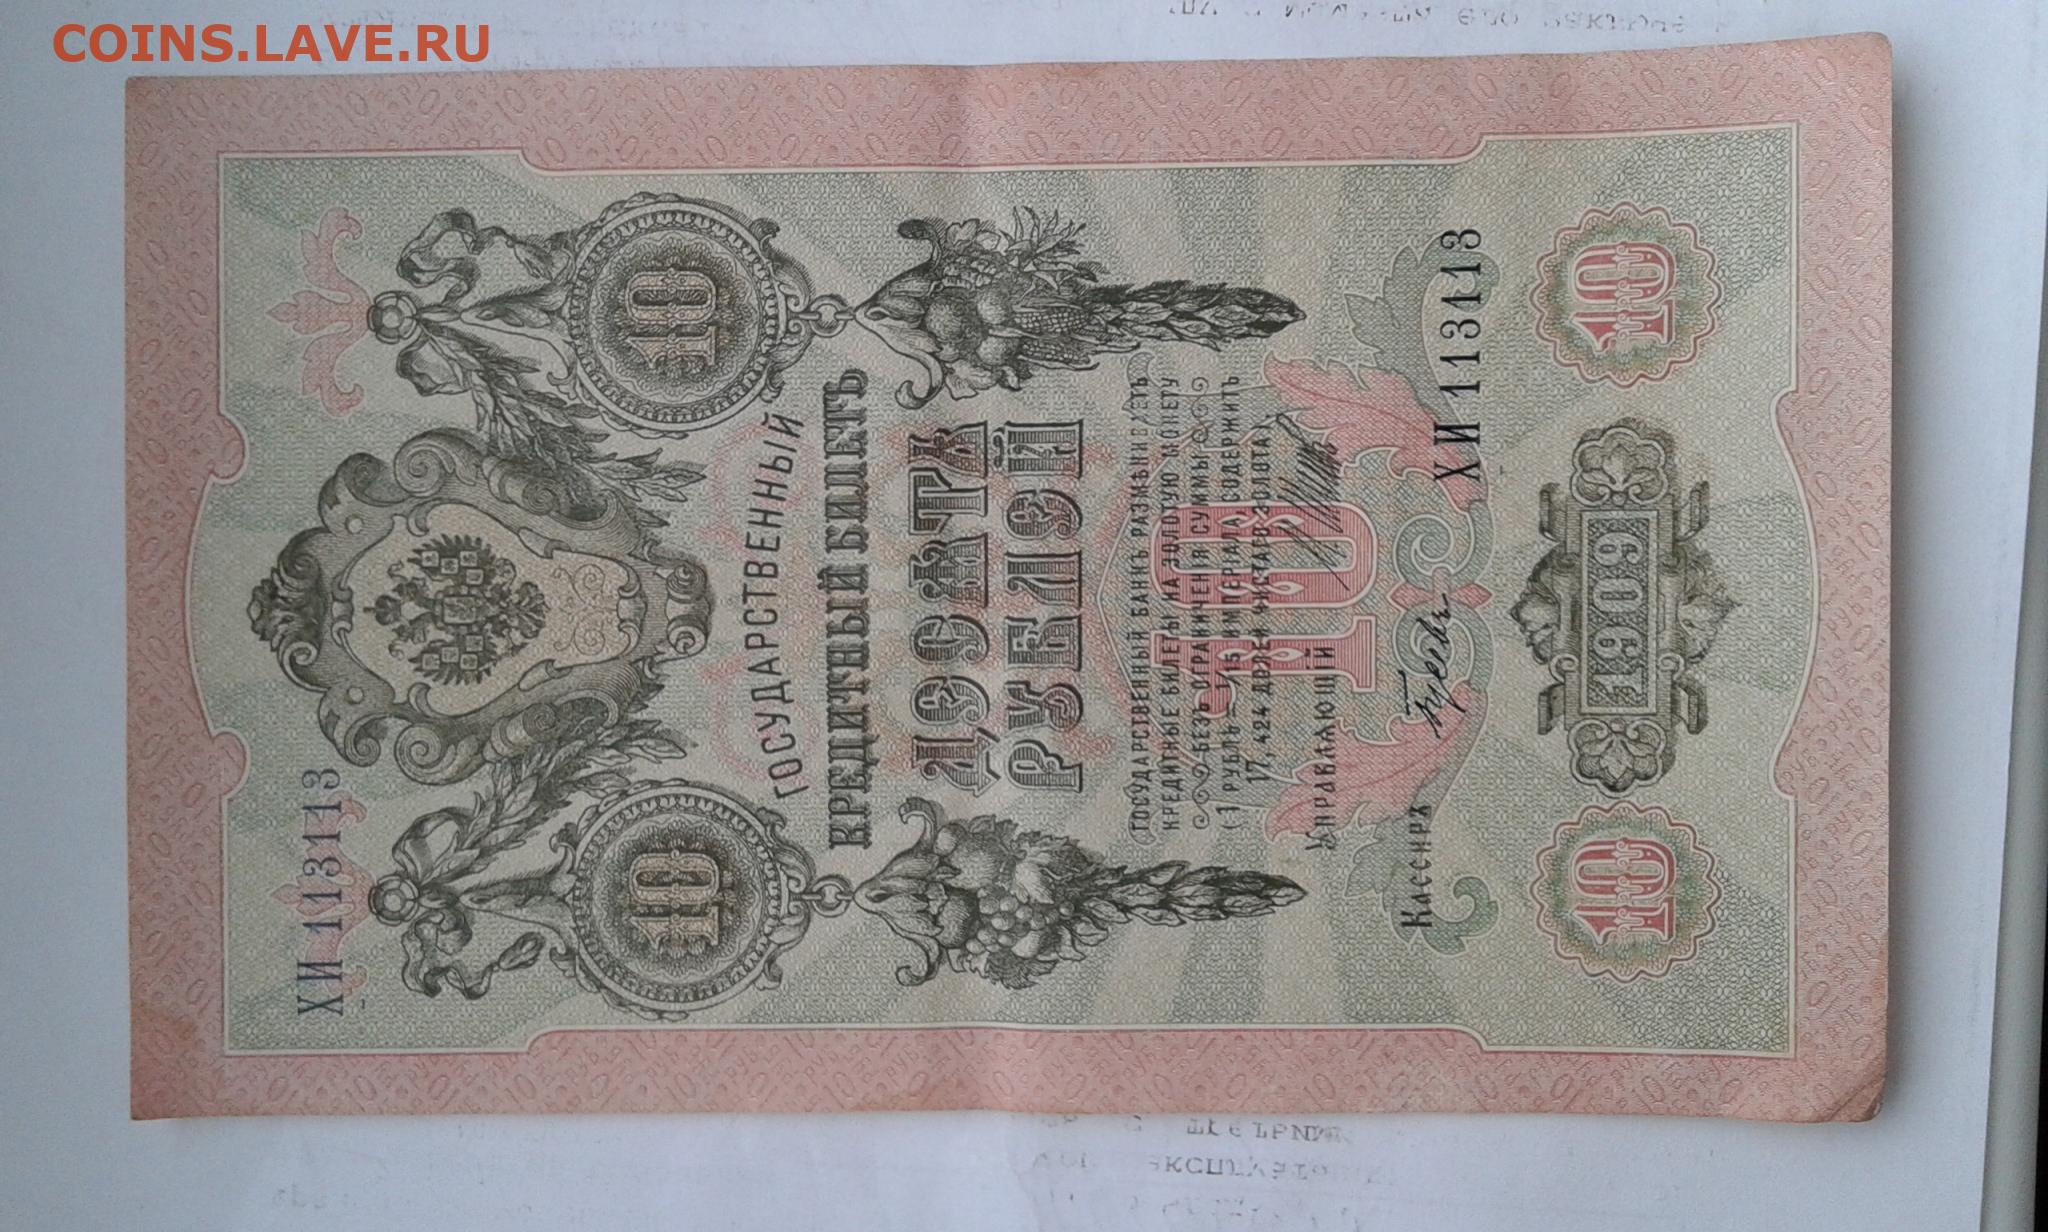 COINS.LAVE.RU
ХИ 113113
10
10
ГОСУДАРСТВЕННЫЙ
КРЕДИТНЫЙ БИЛЕТЪ
ДЕСЯТЬ
РУБЛЕЙ
ГОСУДАРСТВЕННЫЙ БАНКЪ РАЗМѢНИВАЕТЪ
КРЕДИТНЫЕ БИЛЕТЫ НА ЗОЛОТУЮ МОНЕТУ
БЕЗЪ ОГРАНИЧЕНІЯ СУММЫ
(1 РУБЛЬ = 1/15 ИМПЕРІАЛА, СОДЕРЖИТЪ
17,424 ДОЛЕЙ ЧИСТАГО ЗОЛОТА).
10
Управляющій
Кассиръ
ХИ 113113
10
1909
10